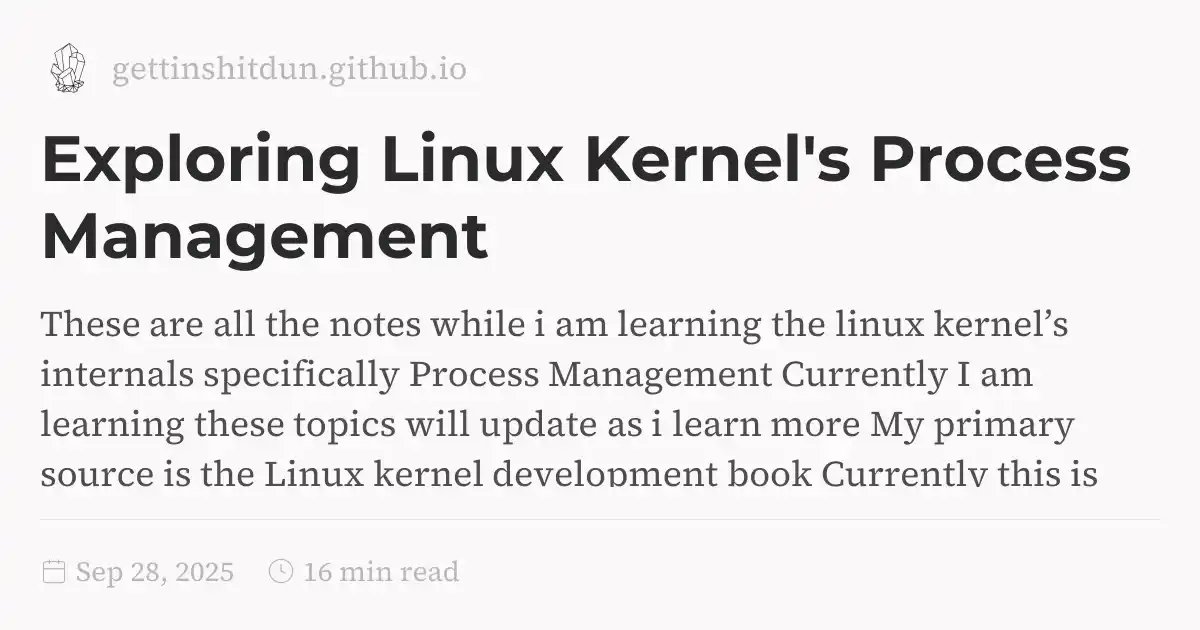 gettinshitdun.github.io
Exploring Linux Kernel's Process
Management
These are all the notes while i am learning the linux kernel’s
internals specifically Process Management Currently I am
learning these topics will update as i learn more My primary
source is the Linux kernel development book Currently this is
Sep 28, 2025 16 min read